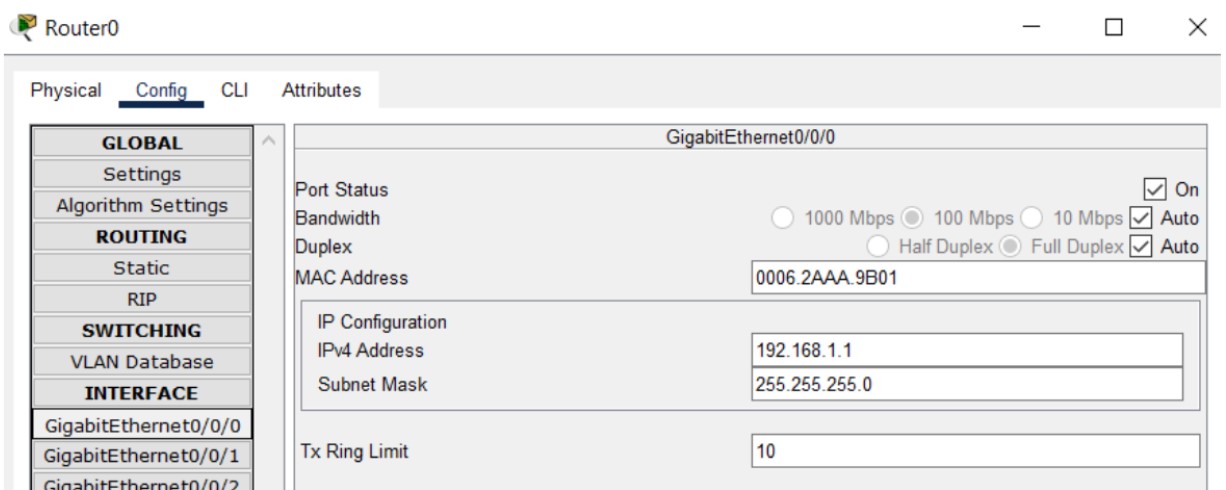 Router0
Physical Config CLI Attributes
GLOBAL
Settings
Algorithm Settings
ROUTING
Static
RIP
SWITCHING
VLAN Database
INTERFACE
GigabitEthernet0/0/0
GigabitEthernet0/0/1
GigabitEthernet0/0/2
GigabitEthernet0/0/0
Port Status On
Bandwidth 1000 Mbps 100 Mbps 10 Mbps Auto
Duplex Half Duplex Full Duplex Auto
MAC Address 0006.2AAA.9B01
IP Configuration
IPv4 Address 192.168.1.1
Subnet Mask 255.255.255.0
Tx Ring Limit 10